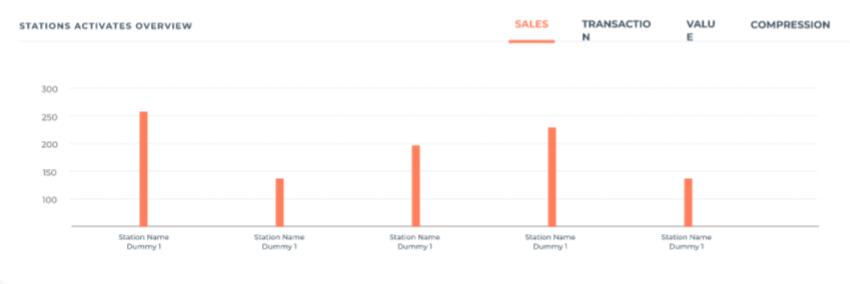 STATIONS ACTIVATES OVERVIEW
SALES
TRANSACTIO
N
VALU
E
COMPRESSION
300
250
200
150
100
Station Name
Dummy 1
Station Name
Dummy 1
Station Name
Dummy 1
Station Name
Dummy 1
Station Name
Dummy 1